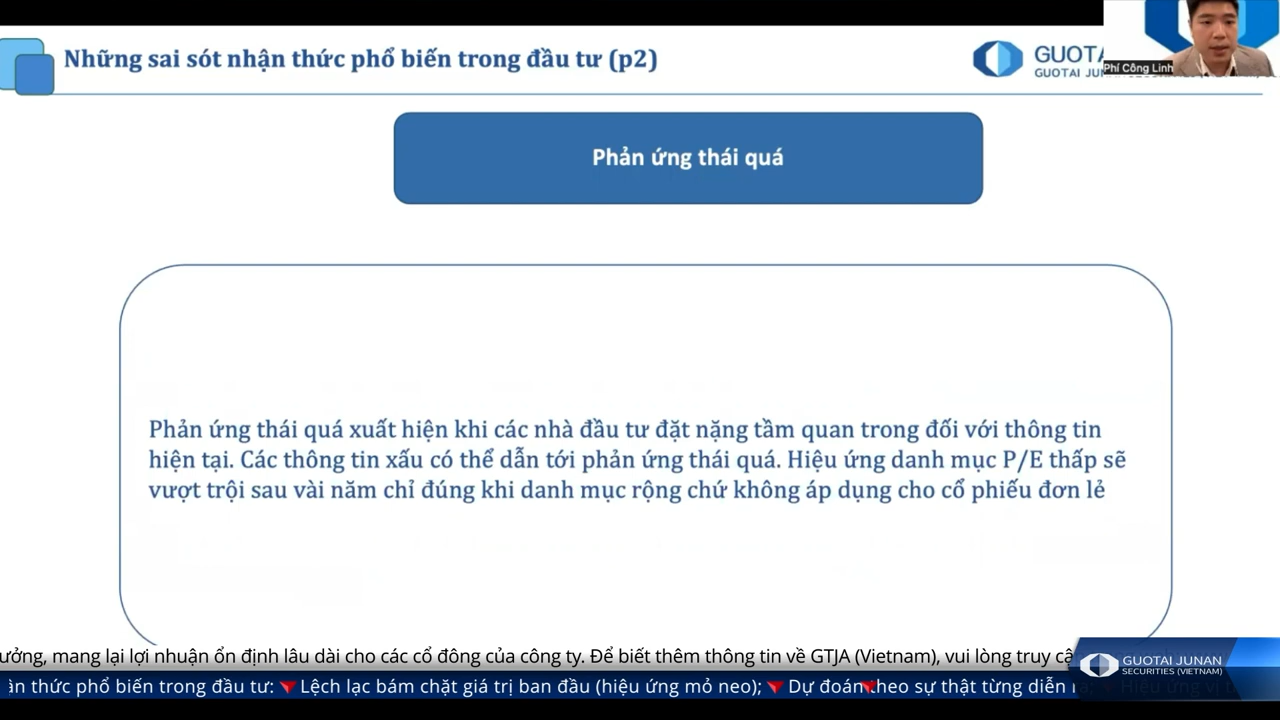 Những sai sót nhận thức phổ biến trong đầu tư (p2)
GUOTA
GUOTAI JU
Phí Công Linh
Phản ứng thái quá
Phản ứng thái quá xuất hiện khi các nhà đầu tư đặt nặng tầm quan trong đối với thông tin
hiện tại. Các thông tin xấu có thể dẫn tới phản ứng thái quá. Hiệu ứng danh mục P/E thấp sẽ
vượt trội sau vài năm chỉ đúng khi danh mục rộng chứ không áp dụng cho cổ phiếu đơn lẻ
ưởng, mang lại lợi nhuận ổn định lâu dài cho các cổ đông của công ty. Để biết thêm thông tin về GTJA (Vietnam), vui lòng truy cậ
GUOTAI JUNAN
SECURITIES (VIETNAM)
ận thức phổ biến trong đầu tư: Lệch lạc bám chặt giá trị ban đầu (hiệu ứng mỏ neo); Dự đoán theo sự thật từng diễn ra; Hiệu ứng vị